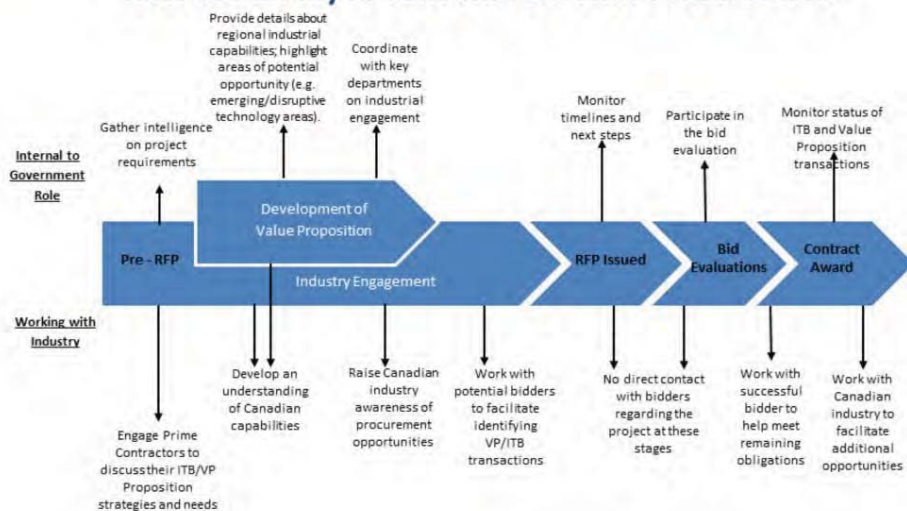 Provide details about
regional industrial
capabilities; highlight
areas of potential
opportunity (e.g.
emerging/disruptive
technology areas).
Coordinate
with key
departments
on industrial
engagement
Gather intelligence
on project
requirements
Monitor
timelines and
next steps
Participate in
the bid
evaluation
Monitor status of
ITB and Value
Proposition
transactions
Internal to
Government
Role
Development of
Value Proposition
Pre - RFP
Industry Engagement
RFP Issued
Bid
Evaluations
Contract
Award
Working with
Industry
Engage Prime
Contractors to
discuss their ITB/VP
Proposition
strategies and needs
Develop an
understanding
of Canadian
capabilities
Raise Canadian
industry
awareness of
procurement
opportunities
Work with
potential bidders
to facilitate
identifying
VP/ITB
transactions
No direct contact
with bidders
regarding the
project at these
stages
Work with
successful
bidder to
help meet
remaining
obligations
Work with
Canadian
industry to
facilitate
additional
opportunities